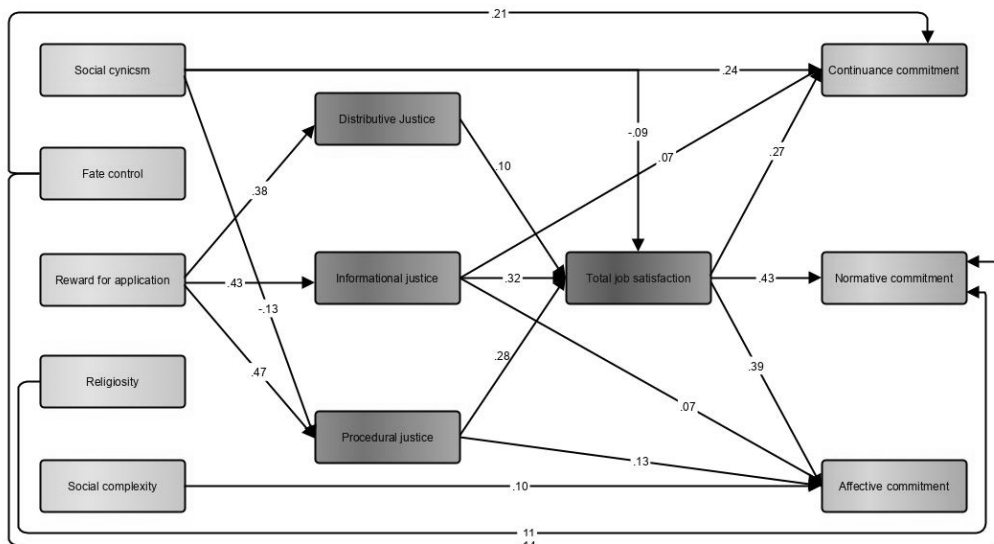 .21
Social cynicsm
.24
Continuance commitment
Distributive Justice
-.09
.10
.07
.27
Fate control
.38
Reward for application
.43
Informational justice
.32
Total job satisfaction
.43
Normative commitment
-.13
.47
.28
.39
Religiosity
.07
Procedural justice
.13
Social complexity
.10
Affective commitment
11